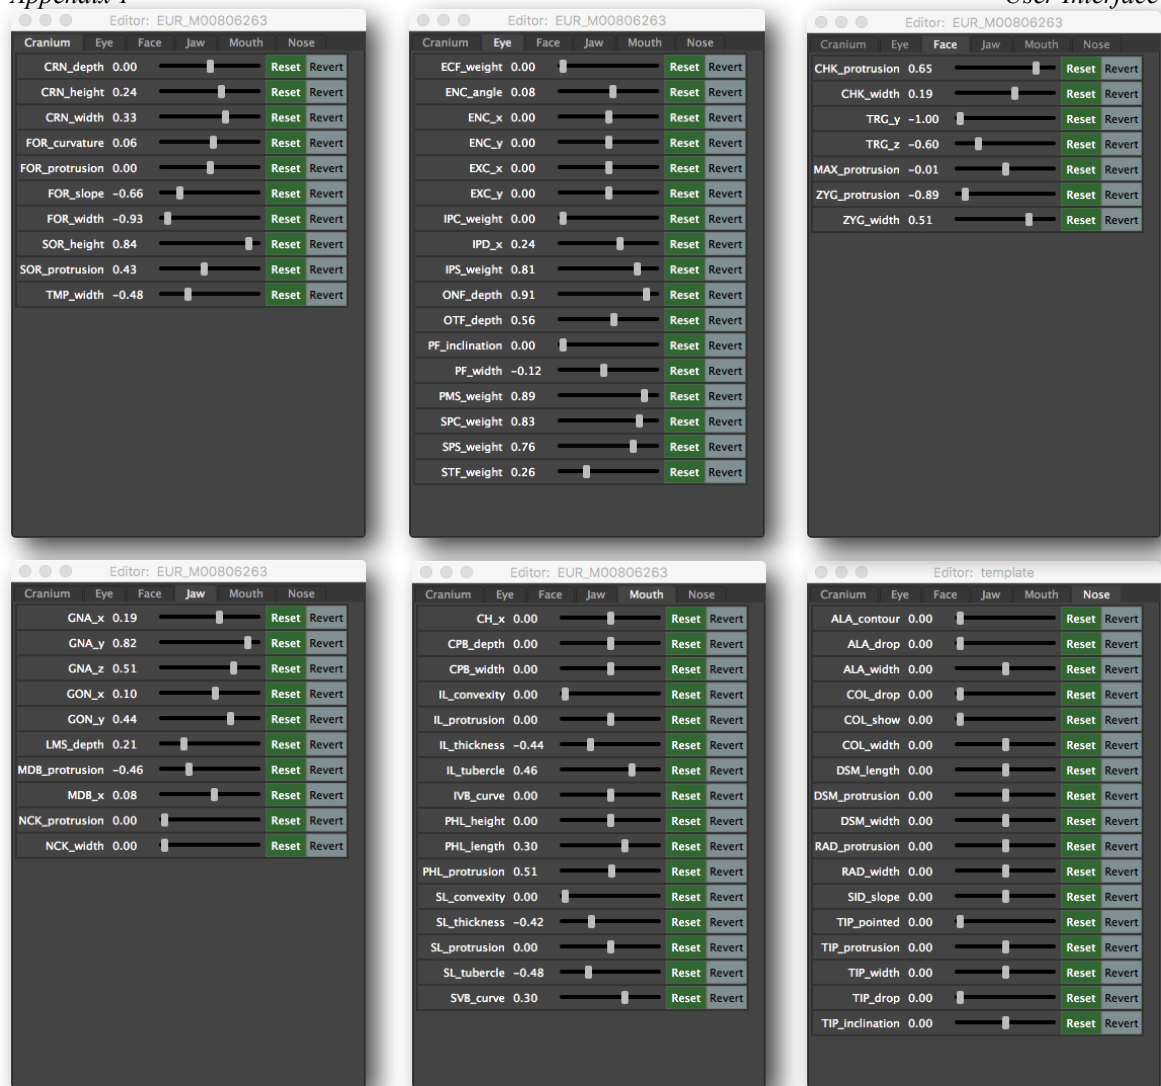 Appendix 1
User Interface
Editor: EUR_M00806263
Cranium Eye Face Jaw Mouth Nose
CRN_depth 0.00 Reset Revert
CRN_height 0.24 Reset Revert
CRN_width 0.33 Reset Revert
FOR_curvature 0.06 Reset Revert
FOR_protrusion 0.00 Reset Revert
FOR_slope -0.66 Reset Revert
FOR_width -0.93 Reset Revert
SOR_height 0.84 Reset Revert
SOR_protrusion 0.43 Reset Revert
TMP_width -0.48 Reset Revert
Editor: EUR_M00806263
Cranium Eye Face Jaw Mouth Nose
ECF_weight 0.00 Reset Revert
ENC_angle 0.08 Reset Revert
ENC_x 0.00 Reset Revert
ENC_y 0.00 Reset Revert
EXC_x 0.00 Reset Revert
EXC_y 0.00 Reset Revert
IPC_weight 0.00 Reset Revert
IPD_x 0.24 Reset Revert
IPS_weight 0.81 Reset Revert
ONF_depth 0.91 Reset Revert
OTF_depth 0.56 Reset Revert
PF_inclination 0.00 Reset Revert
PF_width -0.12 Reset Revert
PMS_weight 0.89 Reset Revert
SPC_weight 0.83 Reset Revert
SPS_weight 0.76 Reset Revert
STF_weight 0.26 Reset Revert
Editor: EUR_M00806263
Cranium Eye Face Jaw Mouth Nose
CHK_protrusion 0.65 Reset Revert
CHK_width 0.19 Reset Revert
TRG_y -1.00 Reset Revert
TRG_z -0.60 Reset Revert
MAX_protrusion -0.01 Reset Revert
ZYG_protrusion -0.89 Reset Revert
ZYG_width 0.51 Reset Revert
Editor: EUR_M00806263
Cranium Eye Face Jaw Mouth Nose
GNA_x 0.19 Reset Revert
GNA_y 0.82 Reset Revert
GNA_z 0.51 Reset Revert
GON_x 0.10 Reset Revert
GON_y 0.44 Reset Revert
LMS_depth 0.21 Reset Revert
MDB_protrusion -0.46 Reset Revert
MDB_x 0.08 Reset Revert
NCK_protrusion 0.00 Reset Revert
NCK_width 0.00 Reset Revert
Editor: EUR_M00806263
Cranium Eye Face Jaw Mouth Nose
CH_x 0.00 Reset Revert
CPB_depth 0.00 Reset Revert
CPB_width 0.00 Reset Revert
IL_convexity 0.00 Reset Revert
IL_protrusion 0.00 Reset Revert
IL_thickness -0.44 Reset Revert
IL_tubercle 0.46 Reset Revert
IVB_curve 0.00 Reset Revert
PHL_height 0.00 Reset Revert
PHL_length 0.30 Reset Revert
PHL_protrusion 0.51 Reset Revert
SL_convexity 0.00 Reset Revert
SL_thickness -0.42 Reset Revert
SL_protrusion 0.00 Reset Revert
SL_tubercle -0.48 Reset Revert
SVB_curve 0.30 Reset Revert
Editor: template
Cranium Eye Face Jaw Mouth Nose
ALA_contour 0.00 Reset Revert
ALA_drop 0.00 Reset Revert
ALA_width 0.00 Reset Revert
COL_drop 0.00 Reset Revert
COL_show 0.00 Reset Revert
COL_width 0.00 Reset Revert
DSM_length 0.00 Reset Revert
DSM_protrusion 0.00 Reset Revert
DSM_width 0.00 Reset Revert
RAD_protrusion 0.00 Reset Revert
RAD_width 0.00 Reset Revert
SID_slope 0.00 Reset Revert
TIP_pointed 0.00 Reset Revert
TIP_protrusion 0.00 Reset Revert
TIP_width 0.00 Reset Revert
TIP_drop 0.00 Reset Revert
TIP_inclination 0.00 Reset Revert